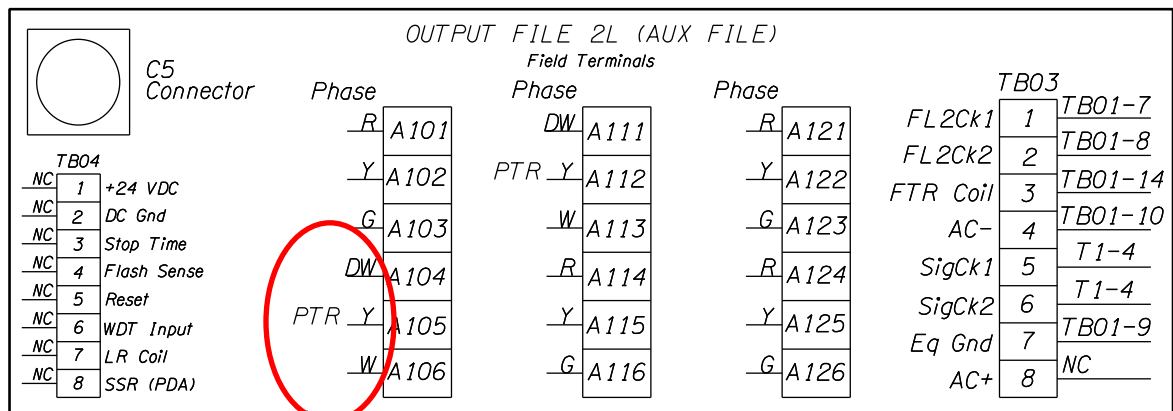 OUTPUT FILE 2L (AUX FILE)
Field Terminals
C5
Connector
TB04
NC 1 +24 VDC
NC 2 DC Gnd
NC 3 Stop Time
NC 4 Flash Sense
NC 5 Reset
NC 6 WDT Input
NC 7 LR Coil
NC 8 SSR (PDA)
Phase
R A101
Y A102
G A103
DW A104
PTR Y A105
W A106
Phase
DW A111
PTR Y A112
W A113
R A114
Y A115
G A116
Phase
R A121
Y A122
G A123
R A124
Y A125
G A126
TB03
FL2Ck1 1 TB01-7
FL2Ck2 2 TB01-8
FTR Coil 3 TB01-14
AC- 4 TB01-10
SigCk1 5 T1-4
SigCk2 6 T1-4
Eq Gnd 7 TB01-9
AC+ 8 NC